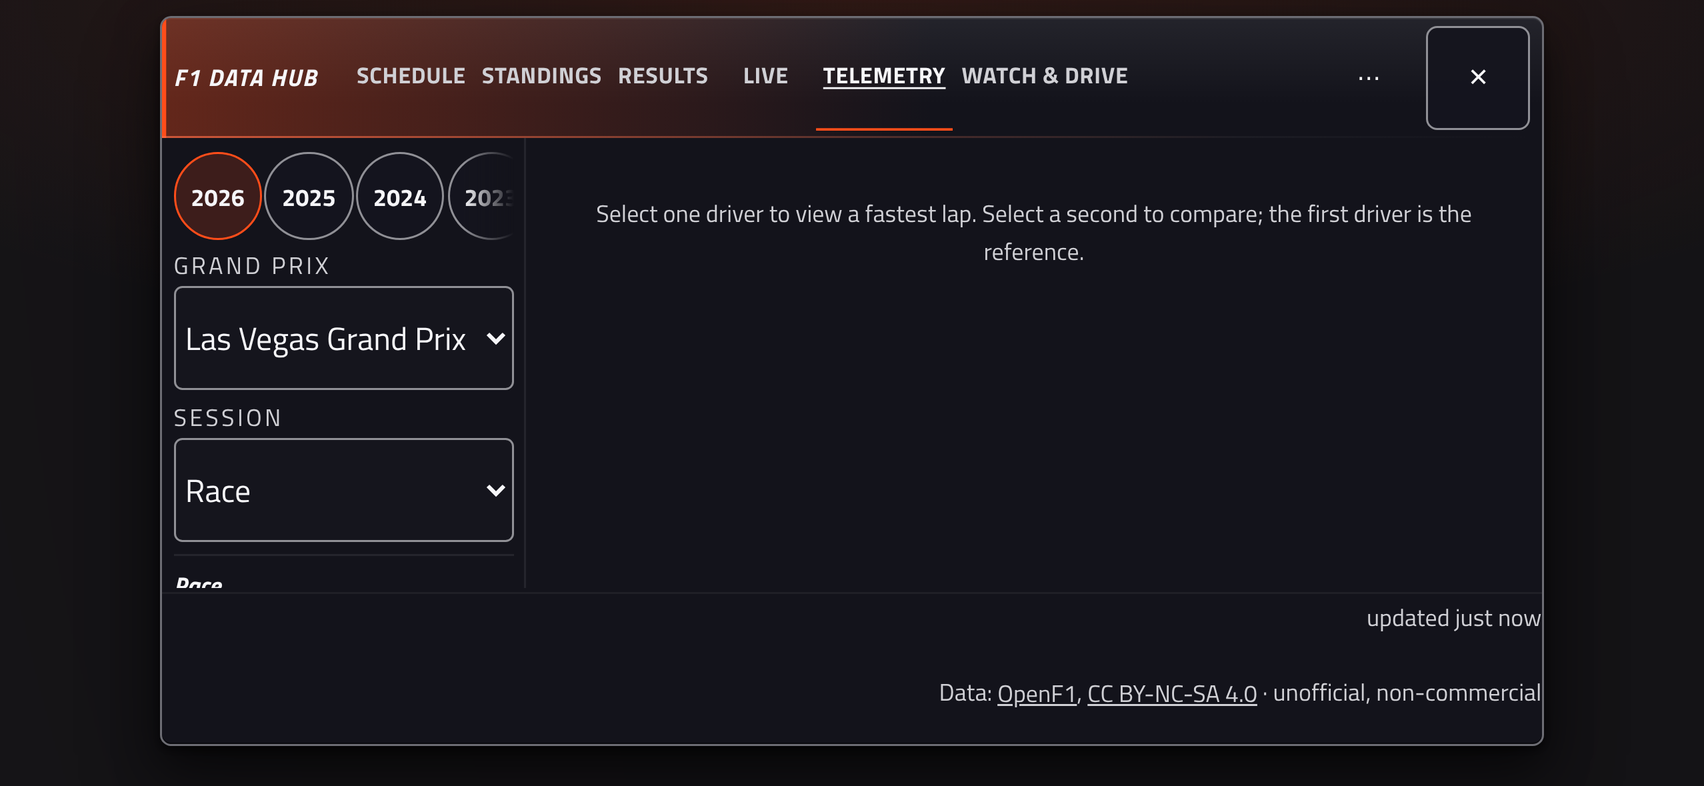 F1 DATA HUB SCHEDULE STANDINGS RESULTS LIVE TELEMETRY WATCH & DRIVE ... ×
2026 2025 2024 2023
GRAND PRIX
Las Vegas Grand Prix
SESSION
Race
Race
Select one driver to view a fastest lap. Select a second to compare; the first driver is the
reference.
updated just now
Data: OpenF1, CC BY-NC-SA 4.0 · unofficial, non-commercial